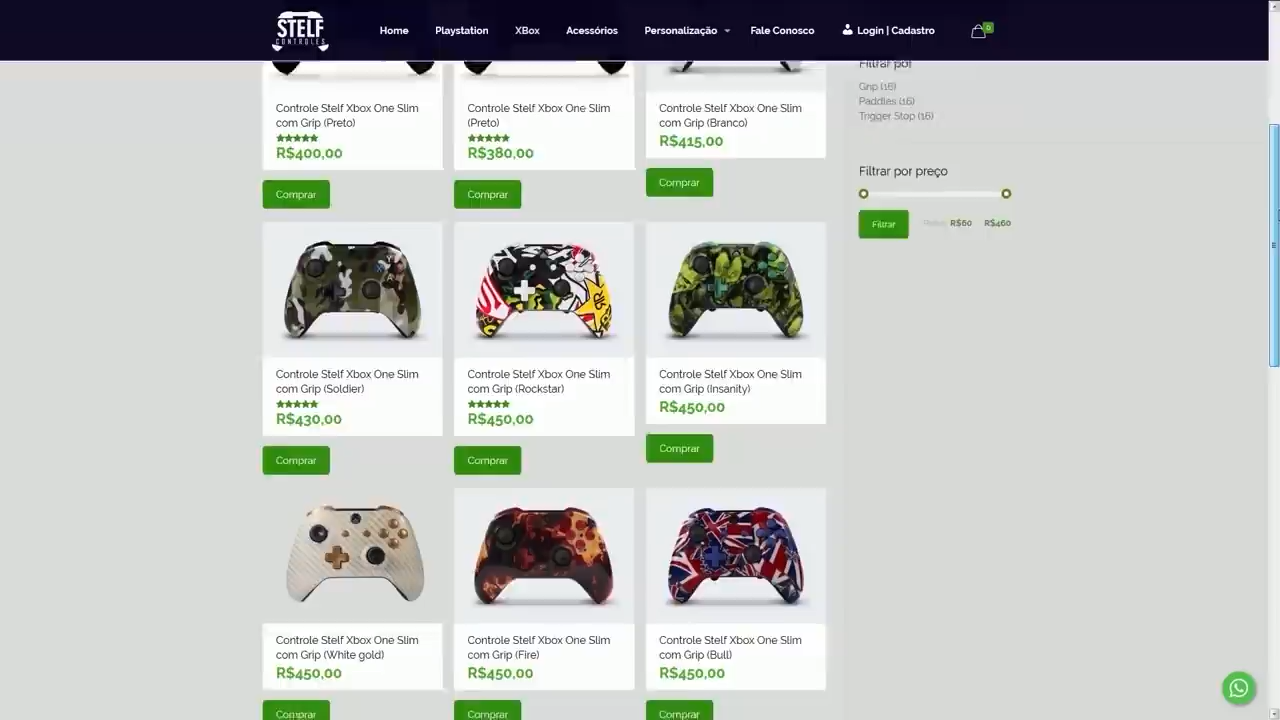 STELF
CONTROLES
Home
Playstation
XBox
Acessórios
Personalização
Fale Conosco
Login | Cadastro
0
Filtrar por
Grip (16)
Paddles (16)
Trigger Stop (16)
Controle Stelf Xbox One Slim
com Grip (Preto)
R$400,00
Comprar
Controle Stelf Xbox One Slim
(Preto)
R$380,00
Comprar
Controle Stelf Xbox One Slim
com Grip (Branco)
R$415,00
Comprar
Filtrar por preço
Filtrar
R$60
R$460
Controle Stelf Xbox One Slim
com Grip (Soldier)
R$430,00
Comprar
Controle Stelf Xbox One Slim
com Grip (Rockstar)
R$450,00
Comprar
Controle Stelf Xbox One Slim
com Grip (Insanity)
R$450,00
Comprar
Controle Stelf Xbox One Slim
com Grip (White gold)
R$450,00
Comprar
Controle Stelf Xbox One Slim
com Grip (Fire)
R$450,00
Comprar
Controle Stelf Xbox One Slim
com Grip (Bull)
R$450,00
Comprar